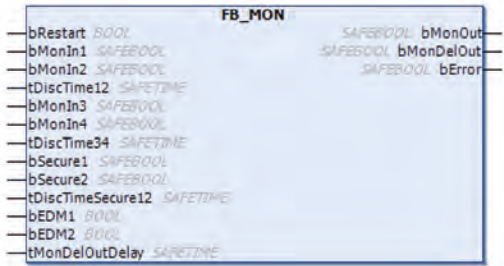 FB_MON
bRestart BOOL SAFEBOOL bMonOut
bMonIn1 SAFEBOOL SAFEBOOL bMonDelOut
bMonIn2 SAFEBOOL SAFEBOOL bError
tDiscTime12 SAFETIME
bMonIn3 SAFEBOOL
bMonIn4 SAFEBOOL
tDiscTime34 SAFETIME
bSecure1 SAFEBOOL
bSecure2 SAFEBOOL
tDiscTimeSecure12 SAFETIME
bEDM1 BOOL
bEDM2 BOOL
tMonDelOutDelay SAFETIME